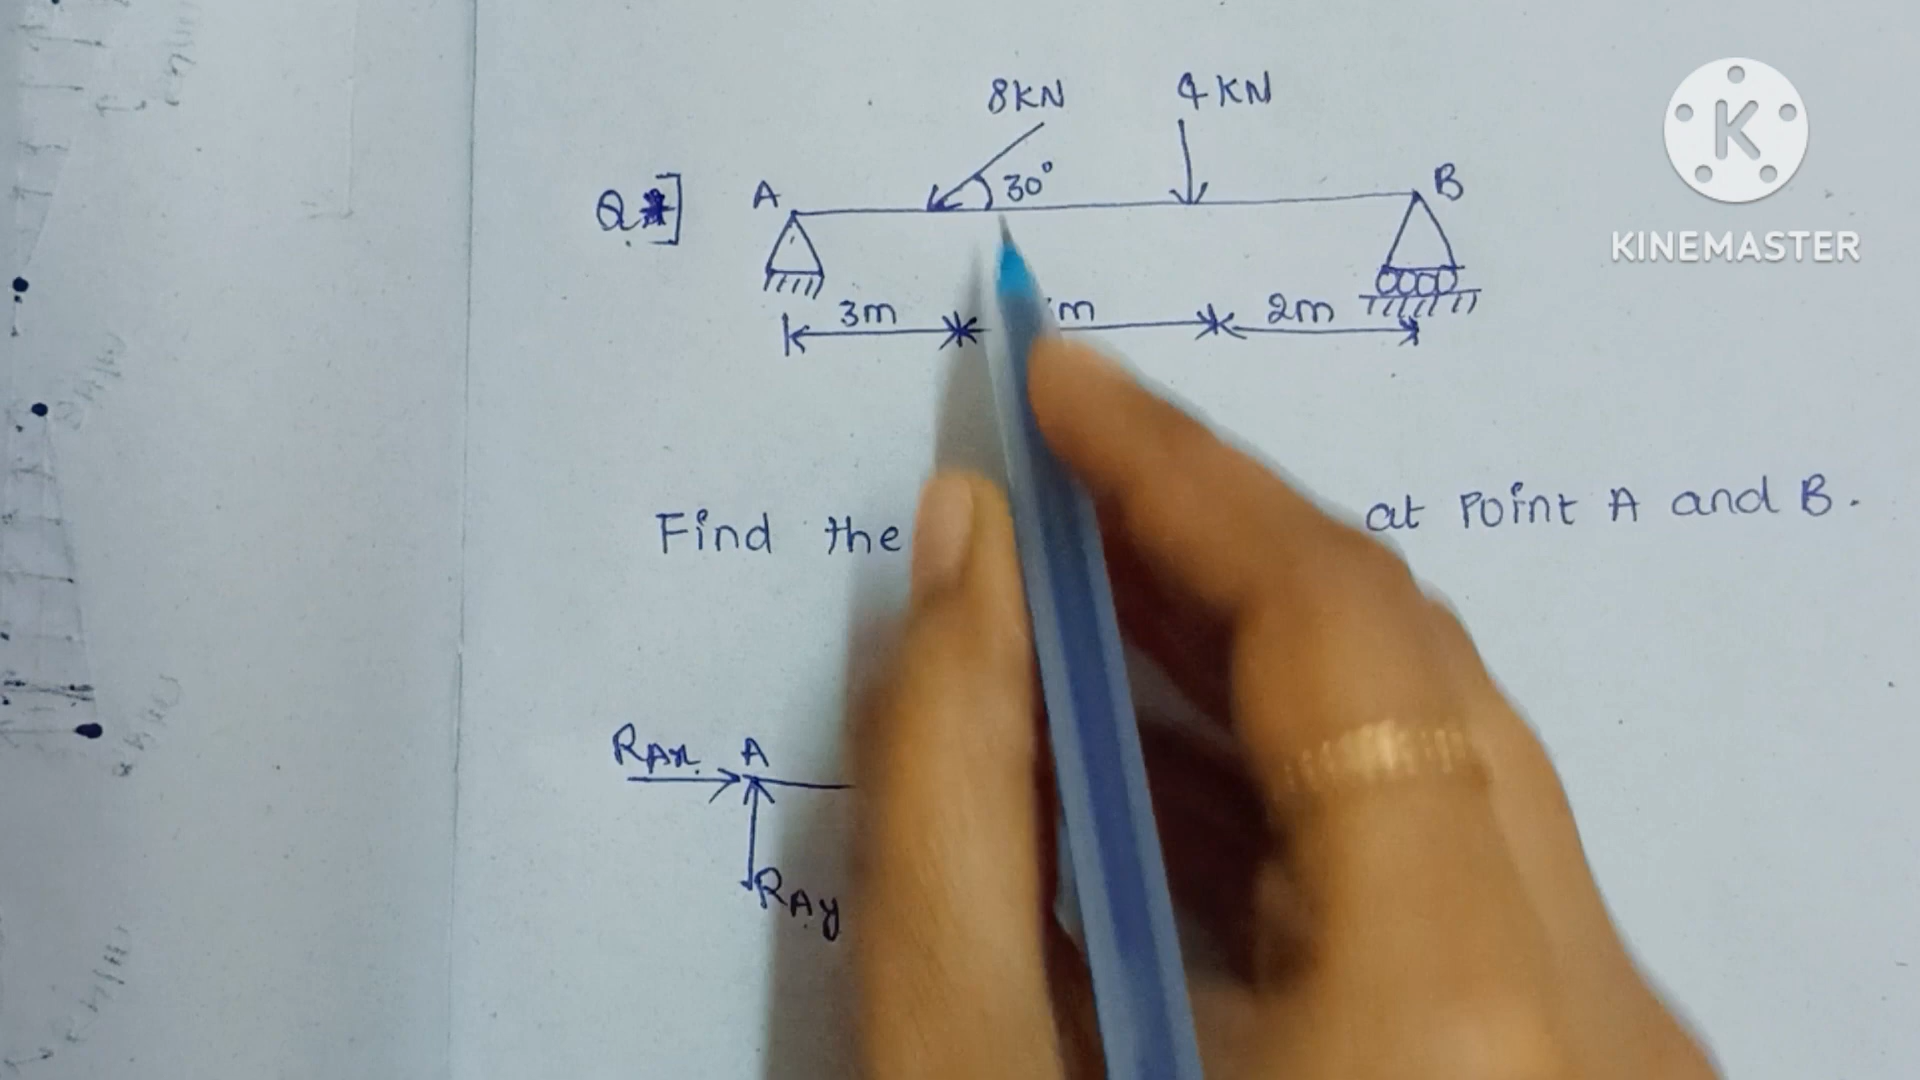 8KN 4KN
Q] A 30° B
3m m 2m
Find the at Point A and B.
RAx A
RAy
K
KINEMASTER